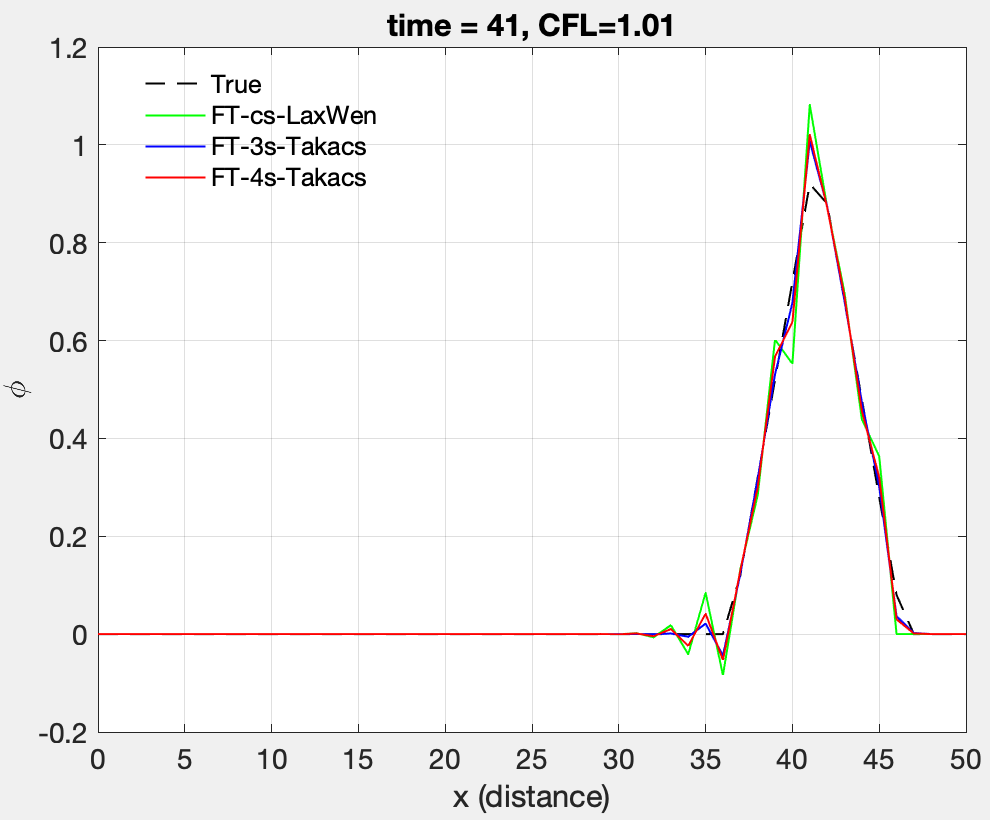 time = 41, CFL=1.01
1.2
True
FT-cs-LaxWen
1
FT-3s-Takacs
FT-4s-Takacs
0.8
0.6
ϕ
0.4
0.2
0
-0.2
0 5 10 15 20 25 30 35 40 45 50
x (distance)